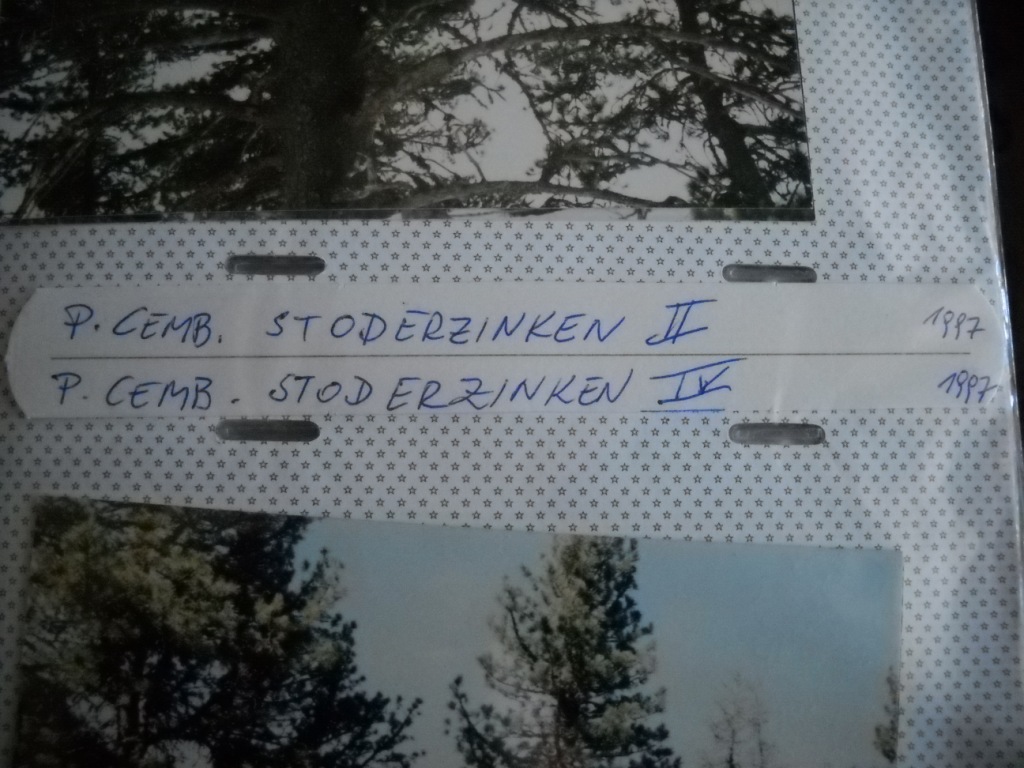 P. CEMB. STODERZINKEN II 1997
P. CEMB. STODERZINKEN IV 1997